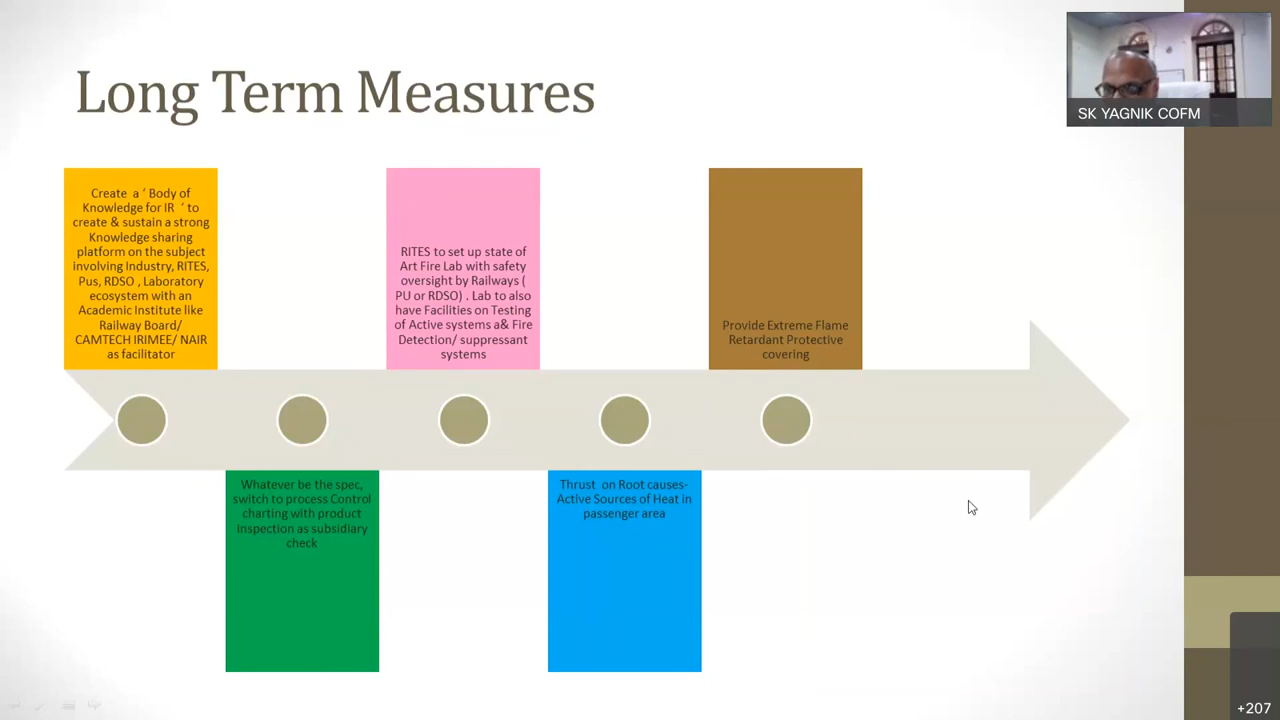 Long Term Measures
SK YAGNIK COFM
Create a ‘ Body of
Knowledge for IR ’ to
create & sustain a strong
Knowledge sharing
platform on the subject
involving Industry, RITES,
Pus, RDSO , Laboratory
ecosystem with an
Academic Institute like
Railway Board/
CAMTECH IRIMEE/ NAIR
as facilitator
Whatever be the spec,
switch to process Control
charting with product
Inspection as subsidiary
check
RITES to set up state of
Art Fire Lab with safety
oversight by Railways (
PU or RDSO) . Lab to also
have Facilities on Testing
of Active systems a& Fire
Detection/ suppressant
systems
Thrust on Root causes-
Active Sources of Heat in
passenger area
Provide Extreme Flame
Retardant Protective
covering
+207